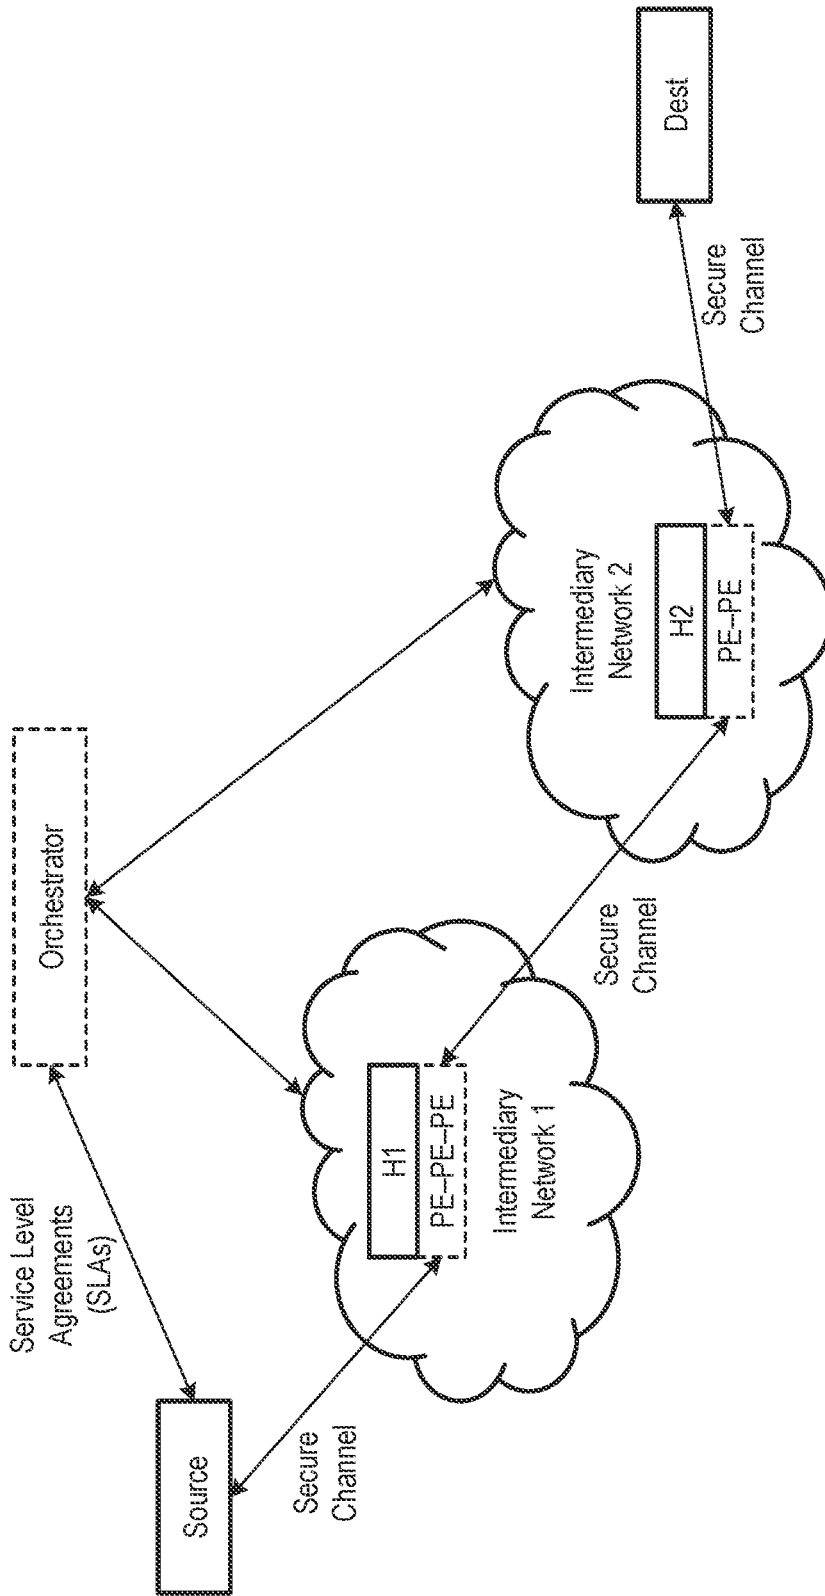 Orchestrator
Service Level
Agreements
(SLAs)
Source
Secure
Channel
H1
PE–PE–PE
Intermediary
Network 1
Secure
Channel
Intermediary
Network 2
H2
PE–PE
Secure
Channel
Dest